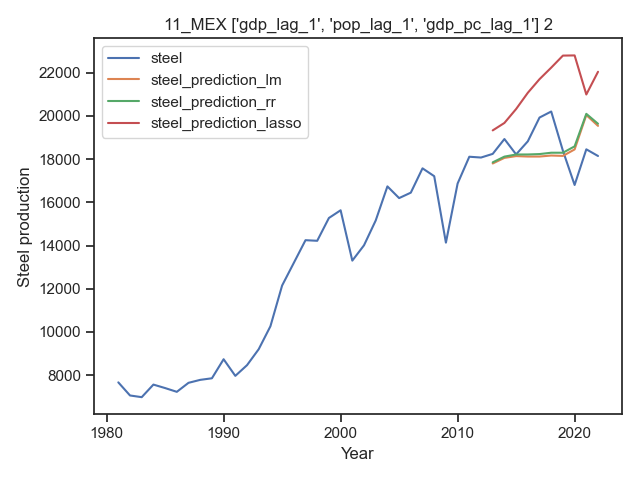 11_MEX ['gdp_lag_1', 'pop_lag_1', 'gdp_pc_lag_1'] 2
steel
steel_prediction_lm
steel_prediction_rr
steel_prediction_lasso
22000
20000
18000
16000
14000
12000
10000
8000
Steel production
1980
1990
2000
2010
2020
Year